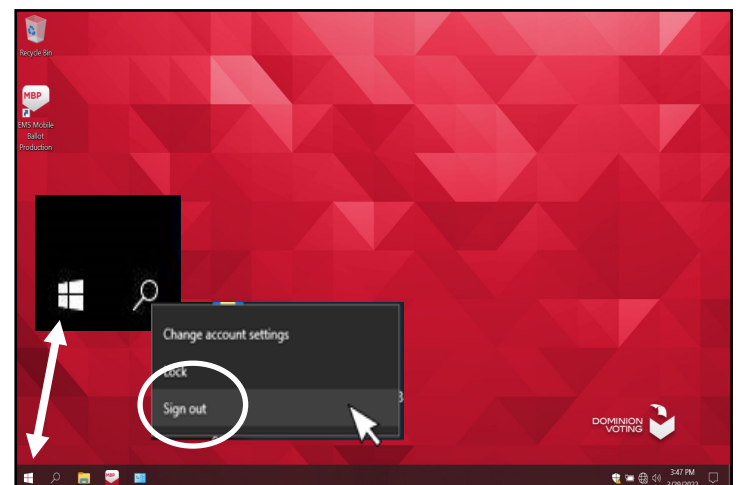 Recycle Bin
MBP
EMS Mobile
Ballot
Production
Change account settings
Lock
Sign out
DOMINION
VOTING
MBP
3:47 PM